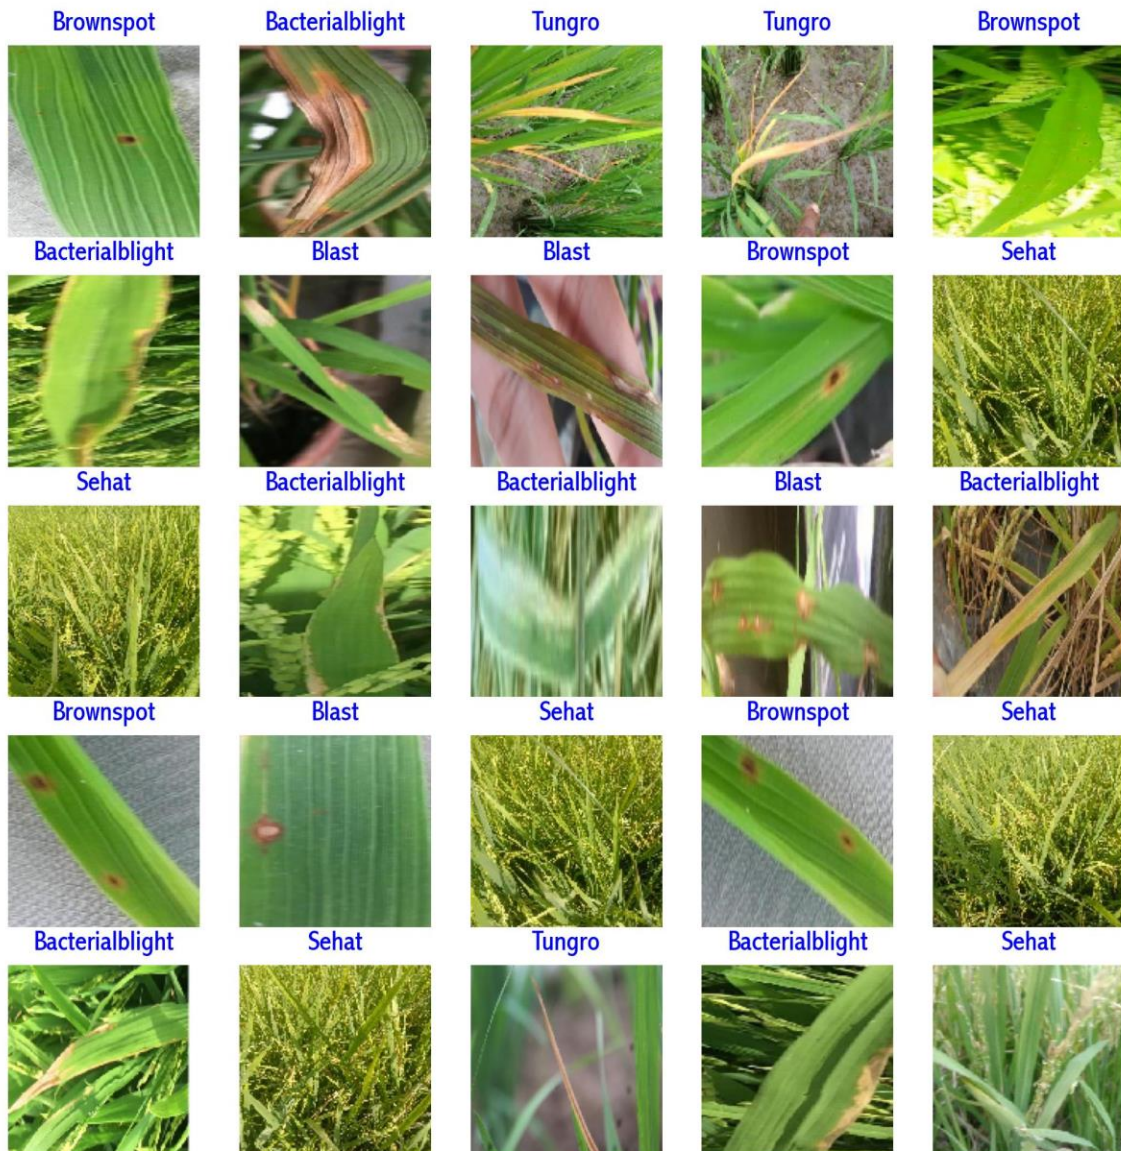 Brownspot Bacterialblight Tungro Tungro Brownspot
Bacterialblight Blast Blast Brownspot Sehat
Sehat Bacterialblight Bacterialblight Blast Bacterialblight
Brownspot Blast Sehat Brownspot Sehat
Bacterialblight Sehat Tungro Bacterialblight Sehat